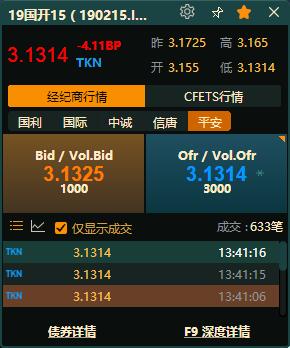 19国开15 ( 190215.I...
3.1314 -4.11BP TKN
昨 3.1725 高 3.165
开 3.155 低 3.1314
经纪商行情 CFETS行情
国利 国际 中诚 信唐 平安
Bid / Vol.Bid Ofr / Vol.Ofr
3.1325 3.1314 *
1000 3000
仅显示成交 成交 : 633笔
TKN 3.1314 13:41:16
TKN 3.1314 13:41:15
TKN 3.1314 13:41:06
债券详情 F9 深度详情